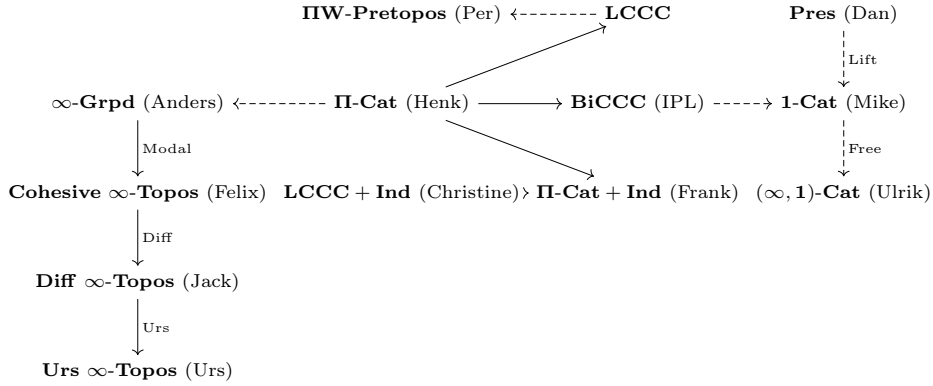 ΠW-Pretopos (Per) LCCC Pres (Dan)
Lift
∞-Grpd (Anders) Π-Cat (Henk) BiCCC (IPL) 1-Cat (Mike)
Modal Free
Cohesive ∞-Topos (Felix) LCCC + Ind (Christine) Π-Cat + Ind (Frank) (∞, 1)-Cat (Ulrik)
Diff
Diff ∞-Topos (Jack)
Urs
Urs ∞-Topos (Urs)